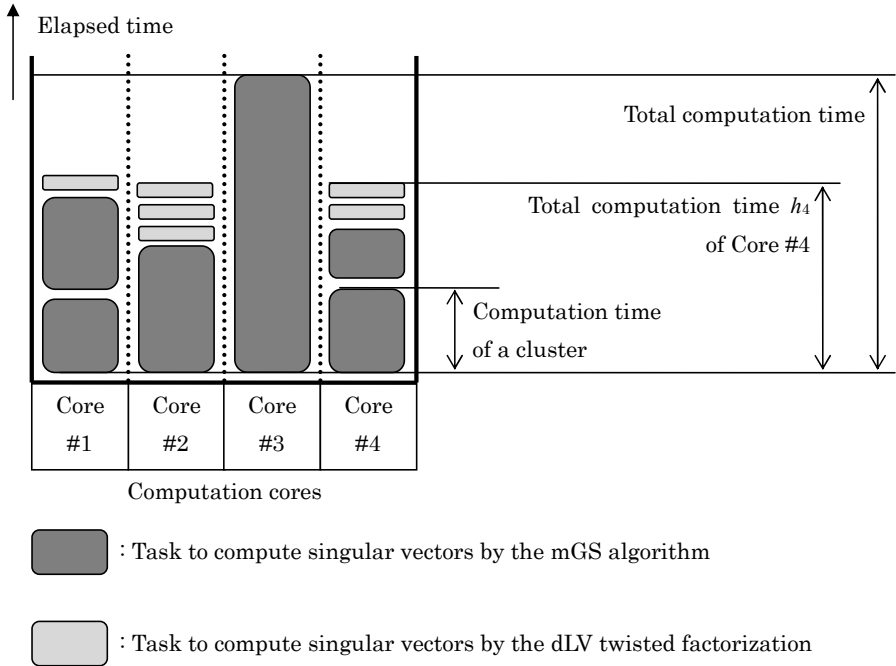 Elapsed time
Total computation time
Total computation time h4
of Core #4
Computation time
of a cluster
Core Core Core Core
#1 #2 #3 #4
Computation cores
: Task to compute singular vectors by the mGS algorithm
: Task to compute singular vectors by the dLV twisted factorization